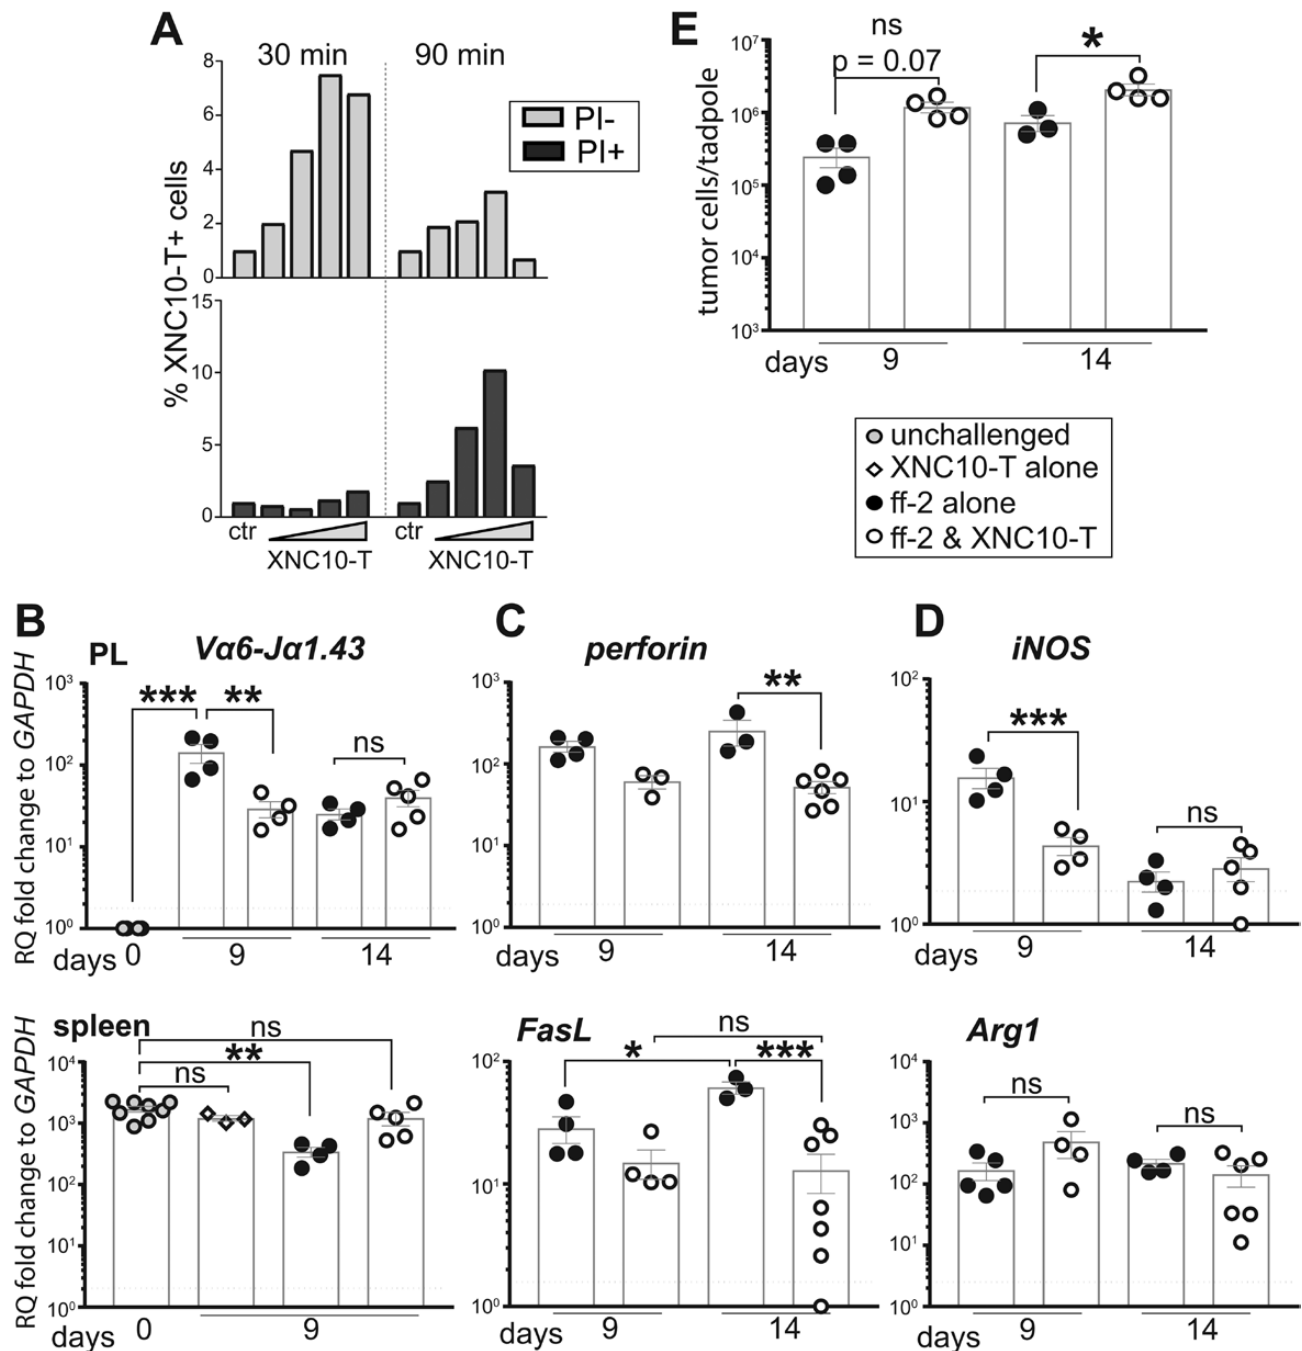 A
30 min
90 min
PI-
PI+
% XNC10-T+ cells
8
6
4
2
0
15
10
5
0
ctr
XNC10-T
ctr
XNC10-T
E
ns
p = 0.07
*
tumor cells/tadpole
10⁷
10⁶
10⁵
10⁴
10³
days
9
14
unchallenged
XNC10-T alone
ff-2 alone
ff-2 & XNC10-T
B
PL
Vα6-Jα1.43
RQ fold change to GAPDH
10³
10²
10¹
10⁰
***
**
ns
days
0
9
14
C
perforin
10³
10²
10¹
10⁰
**
9
14
days
D
iNOS
10²
10¹
10⁰
***
ns
days
9
14
spleen
RQ fold change to GAPDH
10⁴
10³
10²
10¹
10⁰
ns
**
ns
days
0
9
FasL
10²
10¹
10⁰
*
ns
***
days
9
14
Arg1
10⁴
10³
10²
10¹
10⁰
ns
ns
days
9
14